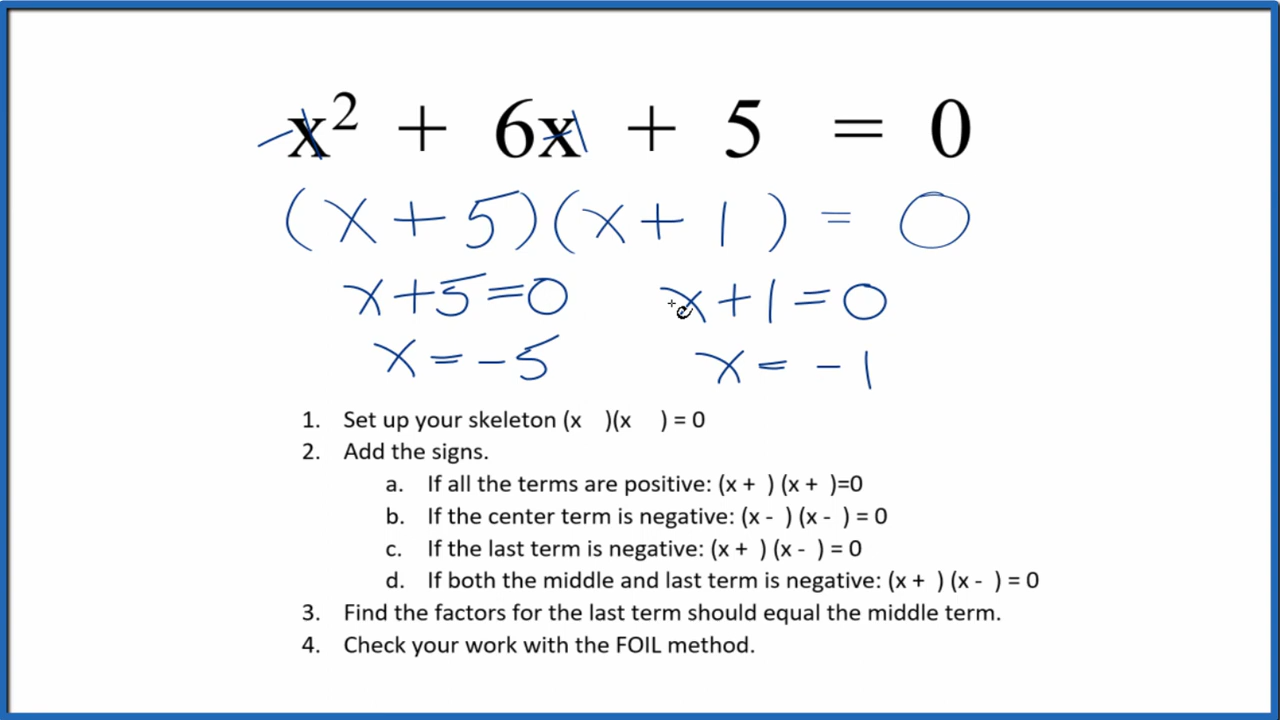 x² + 6x + 5 = 0
(x + 5)(x + 1) = 0
x + 5 = 0 x + 1 = 0
x = - 5 x = - 1
1. Set up your skeleton (x )(x ) = 0
2. Add the signs.
a. If all the terms are positive: (x + ) (x + )=0
b. If the center term is negative: (x - ) (x - ) = 0
c. If the last term is negative: (x + ) (x - ) = 0
d. If both the middle and last term is negative: (x + ) (x - ) = 0
3. Find the factors for the last term should equal the middle term.
4. Check your work with the FOIL method.